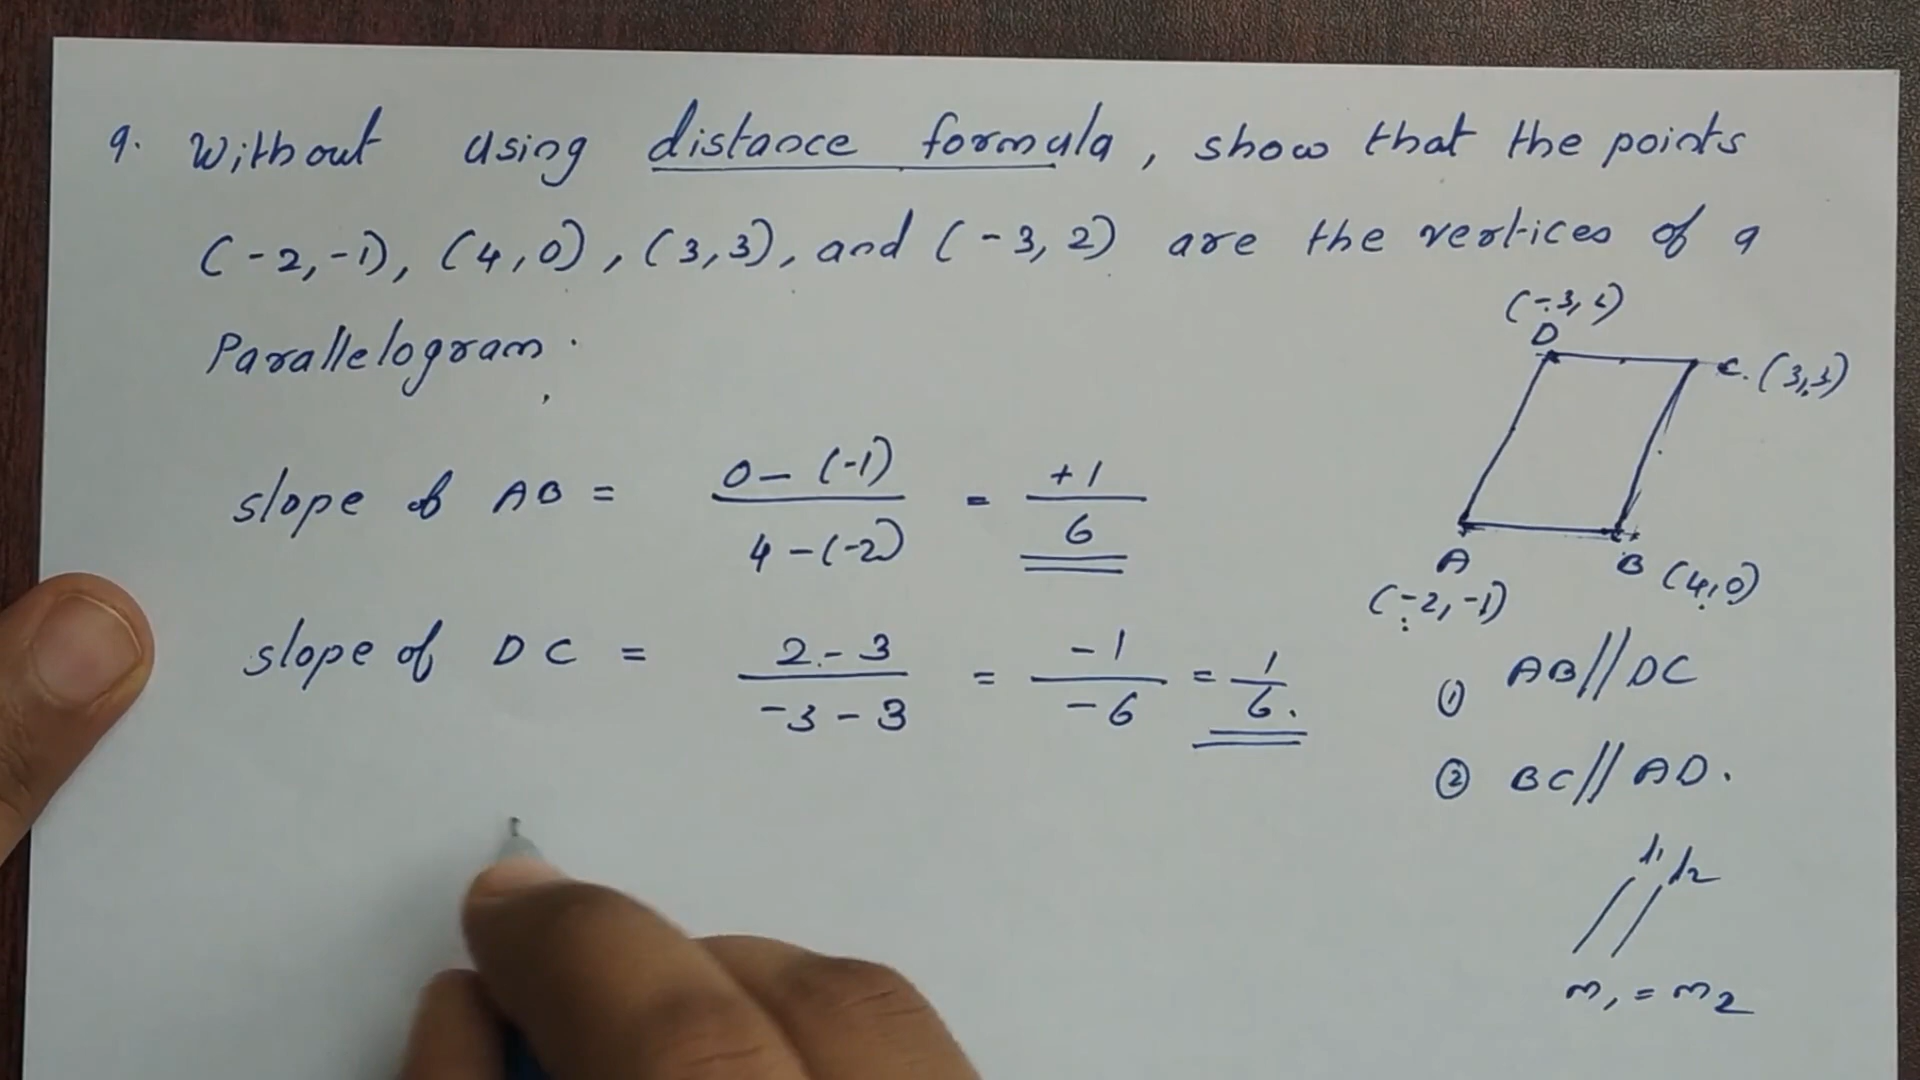 9. Without using distance formula, show that the points
(-2,-1), (4,0), (3,3), and (-3,2) are the vertices of a
Parallelogram.
(-3,2)
D
C. (3,3)
A
(-2,-1)
B (4,0)
slope of AB = 0-(-1) / 4-(-2) = +1 / 6
slope of DC = 2-3 / -3-3 = -1 / -6 = 1 / 6.
① AB//DC
② BC//AD.
l1 l2
m1 = m2